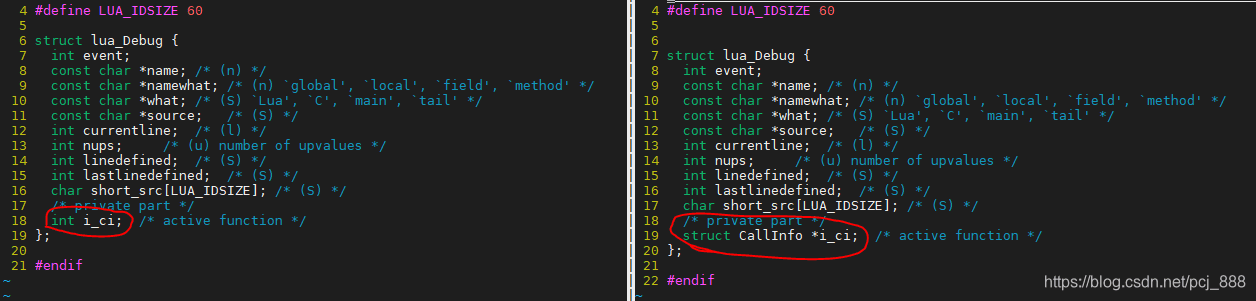 4 #define LUA_IDSIZE 60
5
6 struct lua_Debug {
7 int event;
8 const char *name; /* (n) */
9 const char *namewhat; /* (n) `global', `local', `field', `method' */
10 const char *what; /* (S) `Lua', `C', `main', `tail' */
11 const char *source; /* (S) */
12 int currentline; /* (l) */
13 int nups; /* (u) number of upvalues */
14 int linedefined; /* (S) */
15 int lastlinedefined; /* (S) */
16 char short_src[LUA_IDSIZE]; /* (S) */
17 /* private part */
18 int i_ci; /* active function */
19 };
20
21 #endif
~
~
4 #define LUA_IDSIZE 60
5
6
7 struct lua_Debug {
8 int event;
9 const char *name; /* (n) */
10 const char *namewhat; /* (n) `global', `local', `field', `method' */
11 const char *what; /* (S) `Lua', `C', `main', `tail' */
12 const char *source; /* (S) */
13 int currentline; /* (l) */
14 int nups; /* (u) number of upvalues */
15 int linedefined; /* (S) */
16 int lastlinedefined; /* (S) */
17 char short_src[LUA_IDSIZE]; /* (S) */
18 /* private part */
19 struct CallInfo *i_ci; /* active function */
20 };
21
22 #endif
~
https://blog.csdn.net/pcj_888